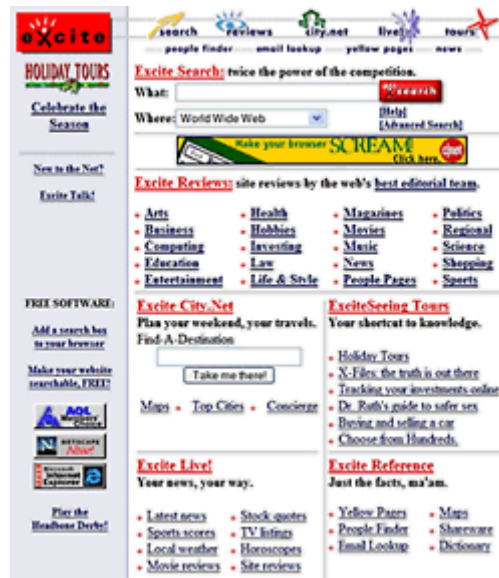 excite
search reviews city.net live! tours
people finder email lookup yellow pages news
HOLIDAY TOURS
Celebrate the
Season
New to the Net?
Excite Talk!
FREE SOFTWARE:
Add a search box
to your browser
Make your website
searchable, FREE!
AOL
Members'
Choice
NETSCAPE
Now!
Microsoft
Internet
Explorer
Play the
Headbone Derby!
Excite Search: twice the power of the competition.
What: search
Where: World Wide Web
[Help]
[Advanced Search]
Make your browser SCREAM!
Click here.
Excite Reviews: site reviews by the web's best editorial team.
Arts Health Magazines Politics
Business Hobbies Movies Regional
Computing Investing Music Science
Education Law News Shopping
Entertainment Life & Style People Pages Sports
Excite City.Net
Plan your weekend, your travels.
Find-A-Destination
Take me there!
Maps Top Cities Concierge
ExciteSeeing Tours
Your shortcut to knowledge.
Holiday Tours
X-Files: the truth is out there
Tracking your investments online
Dr. Ruth's guide to safer sex
Buying and selling a car
Choose from Hundreds.
Excite Live!
Your news, your way.
Latest news Stock quotes
Sports scores TV listings
Local weather Horoscopes
Movie reviews Site reviews
Excite Reference
Just the facts, ma'am.
Yellow Pages Maps
People Finder Shareware
Email Lookup Dictionary